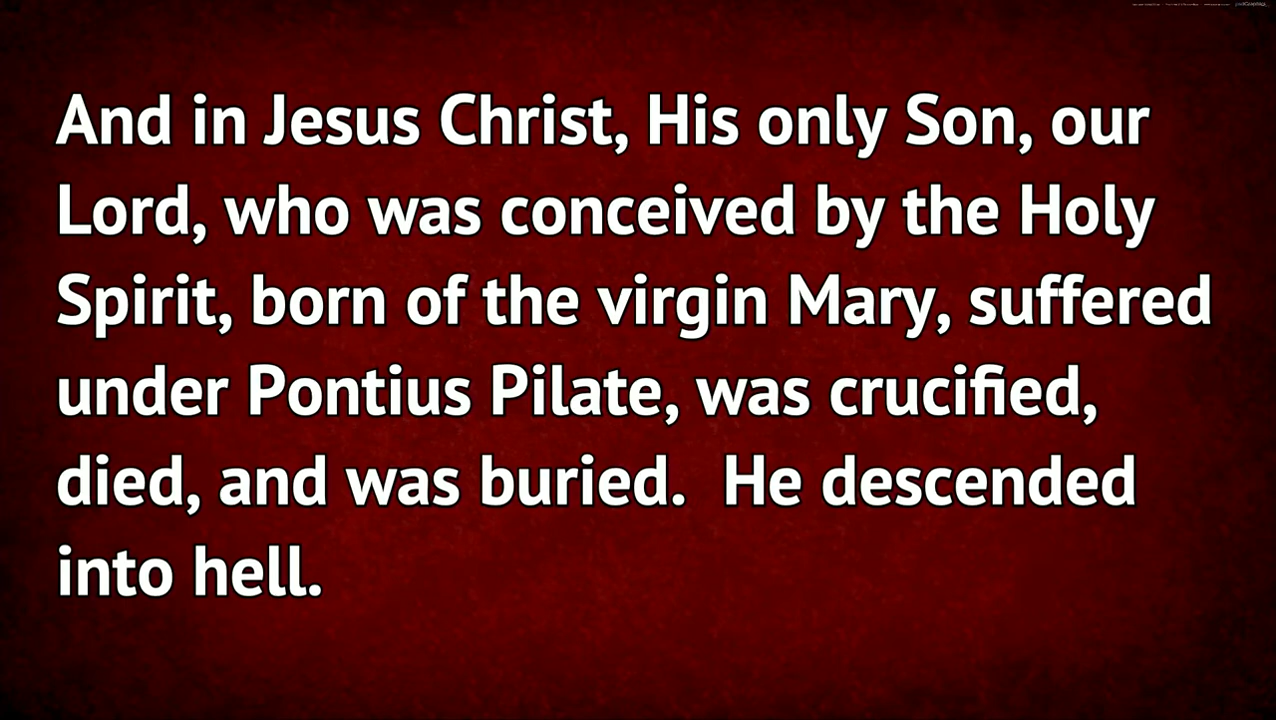 And in Jesus Christ, His only Son, our
Lord, who was conceived by the Holy
Spirit, born of the virgin Mary, suffered
under Pontius Pilate, was crucified,
died, and was buried.  He descended
into hell.